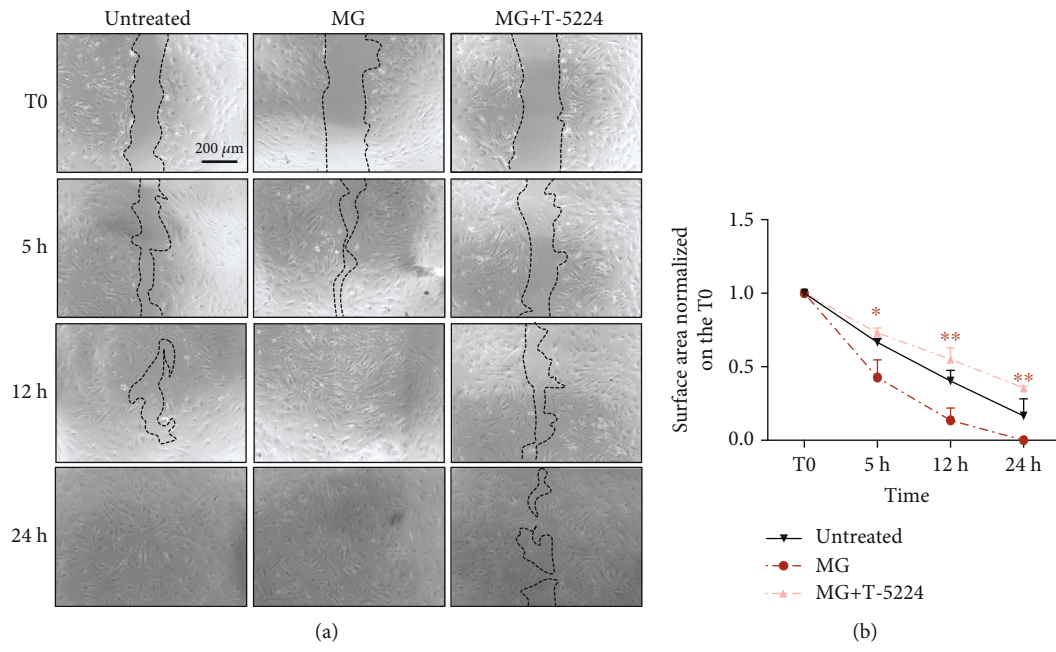 Untreated MG MG+T-5224
T0
200 μm
5 h
12 h
24 h
(a)
Surface area normalized
on the T0
1.5
1.0
0.5
0.0
*
**
**
T0 5 h 12 h 24 h
Time
Untreated
MG
MG+T-5224
(b)